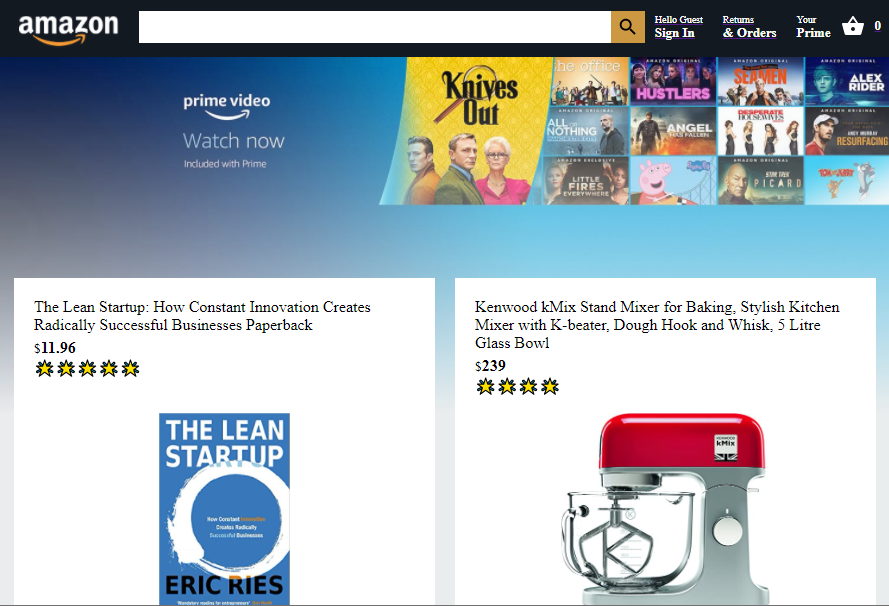 amazon
Hello Guest
Sign In
Returns
& Orders
Your
Prime
0
prime video
Watch now
Included with Prime
Knives
Out
the office
AMAZON ORIGINAL
HUSTLERS
AMAZON ORIGINAL
SEAMEN
AMAZON ORIGINAL
ALEX
RIDER
AMAZON ORIGINAL
ALL OR
NOTHING
ANGEL
HAS FALLEN
DESPERATE
HOUSEWIVES
ANDY MURRAY
RESURFACING
AMAZON EXCLUSIVE
LITTLE
FIRES
EVERYWHERE
AMAZON ORIGINAL
STAR TREK
PICARD
TOM AND JERRY
The Lean Startup: How Constant Innovation Creates
Radically Successful Businesses Paperback
$11.96
THE LEAN
STARTUP
How Constant Innovation
Creates Radically
Successful Businesses
ERIC RIES
'Mandatory reading for entrepreneurs'
Kenwood kMix Stand Mixer for Baking, Stylish Kitchen
Mixer with K-beater, Dough Hook and Whisk, 5 Litre
Glass Bowl
$239
KENWOOD
kMix